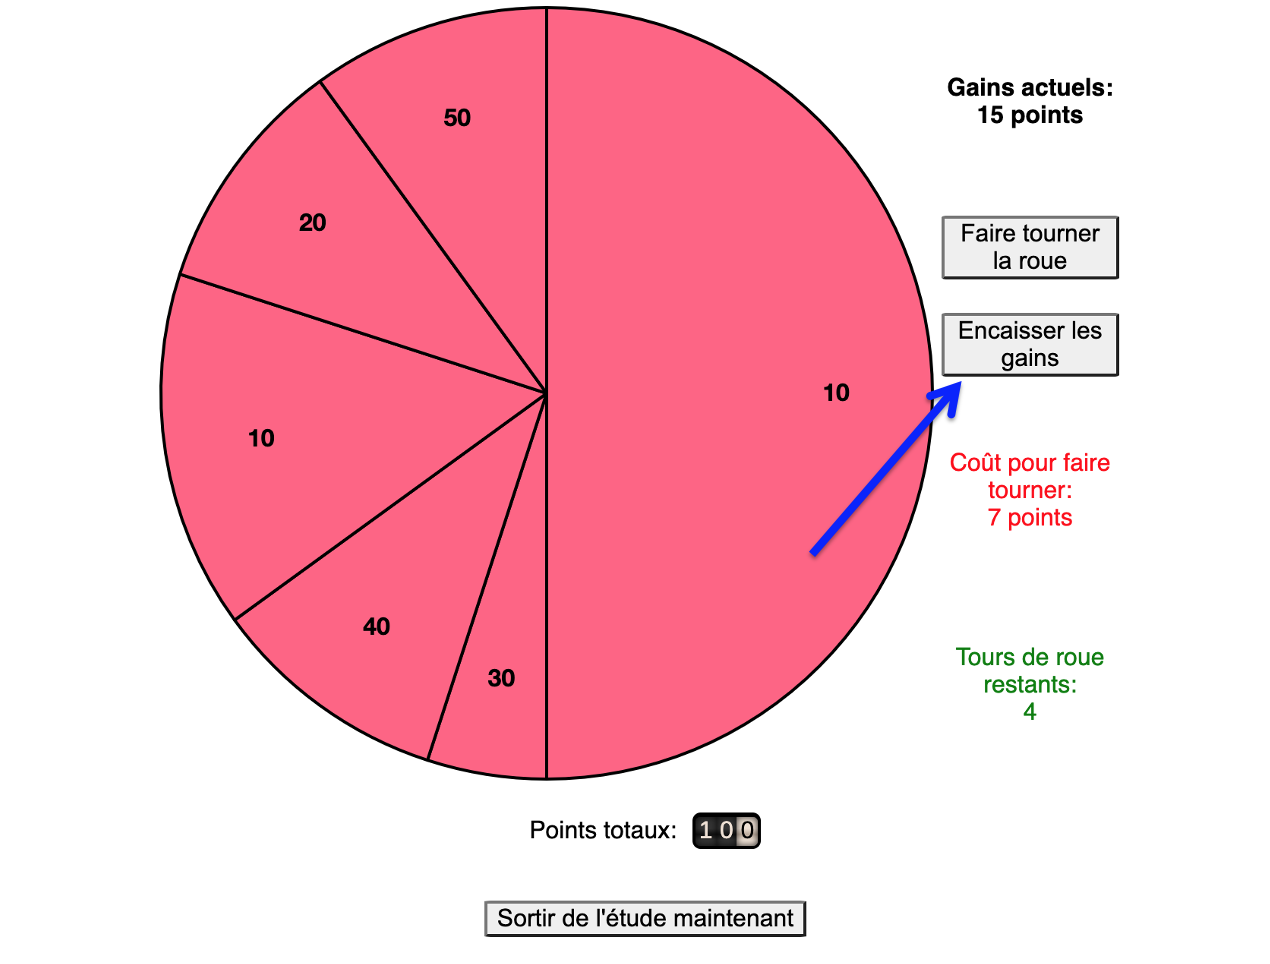 Gains actuels:
15 points
50
20
Faire tourner
la roue
Encaisser les
gains
10
10
Coût pour faire
tourner:
7 points
40
30
Tours de roue
restants:
4
Points totaux: 100
Sortir de l'étude maintenant